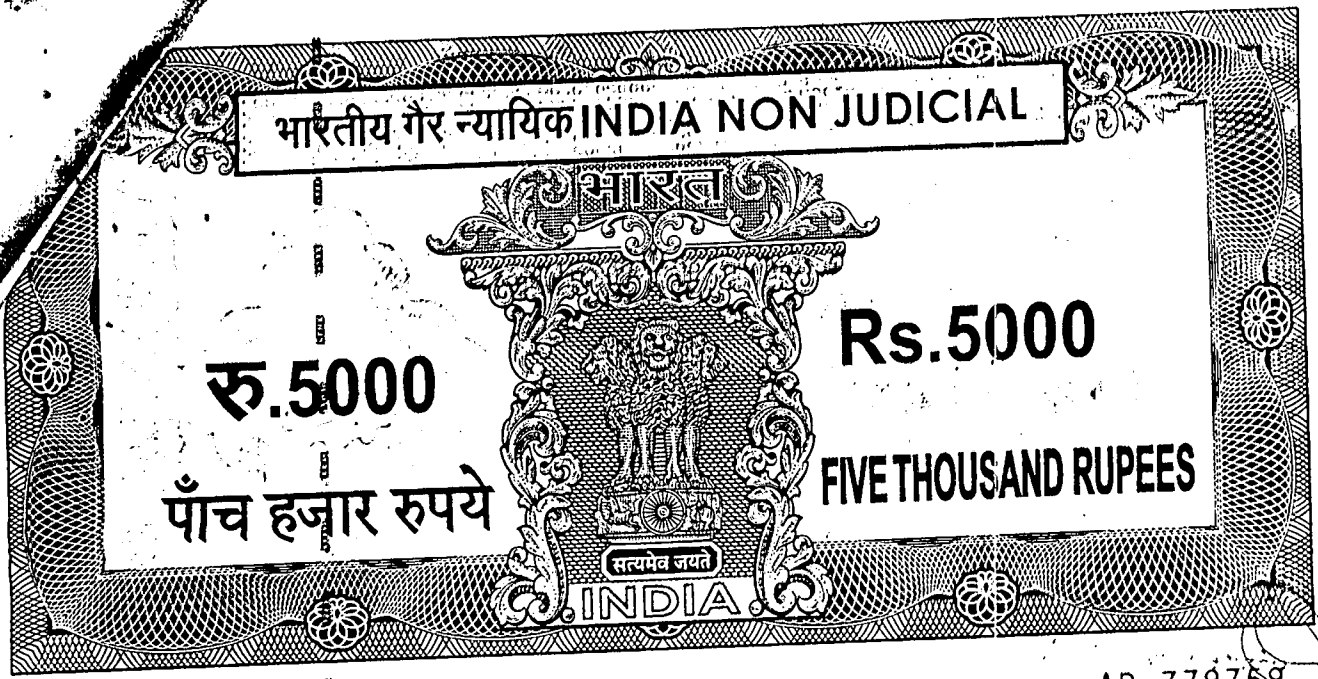 भारतीय गैर न्यायिक INDIA NON JUDICIAL
भारत
रु.5000
Rs.5000
पाँच हजार रुपये
FIVE THOUSAND RUPEES
सत्यमेव जयते
INDIA